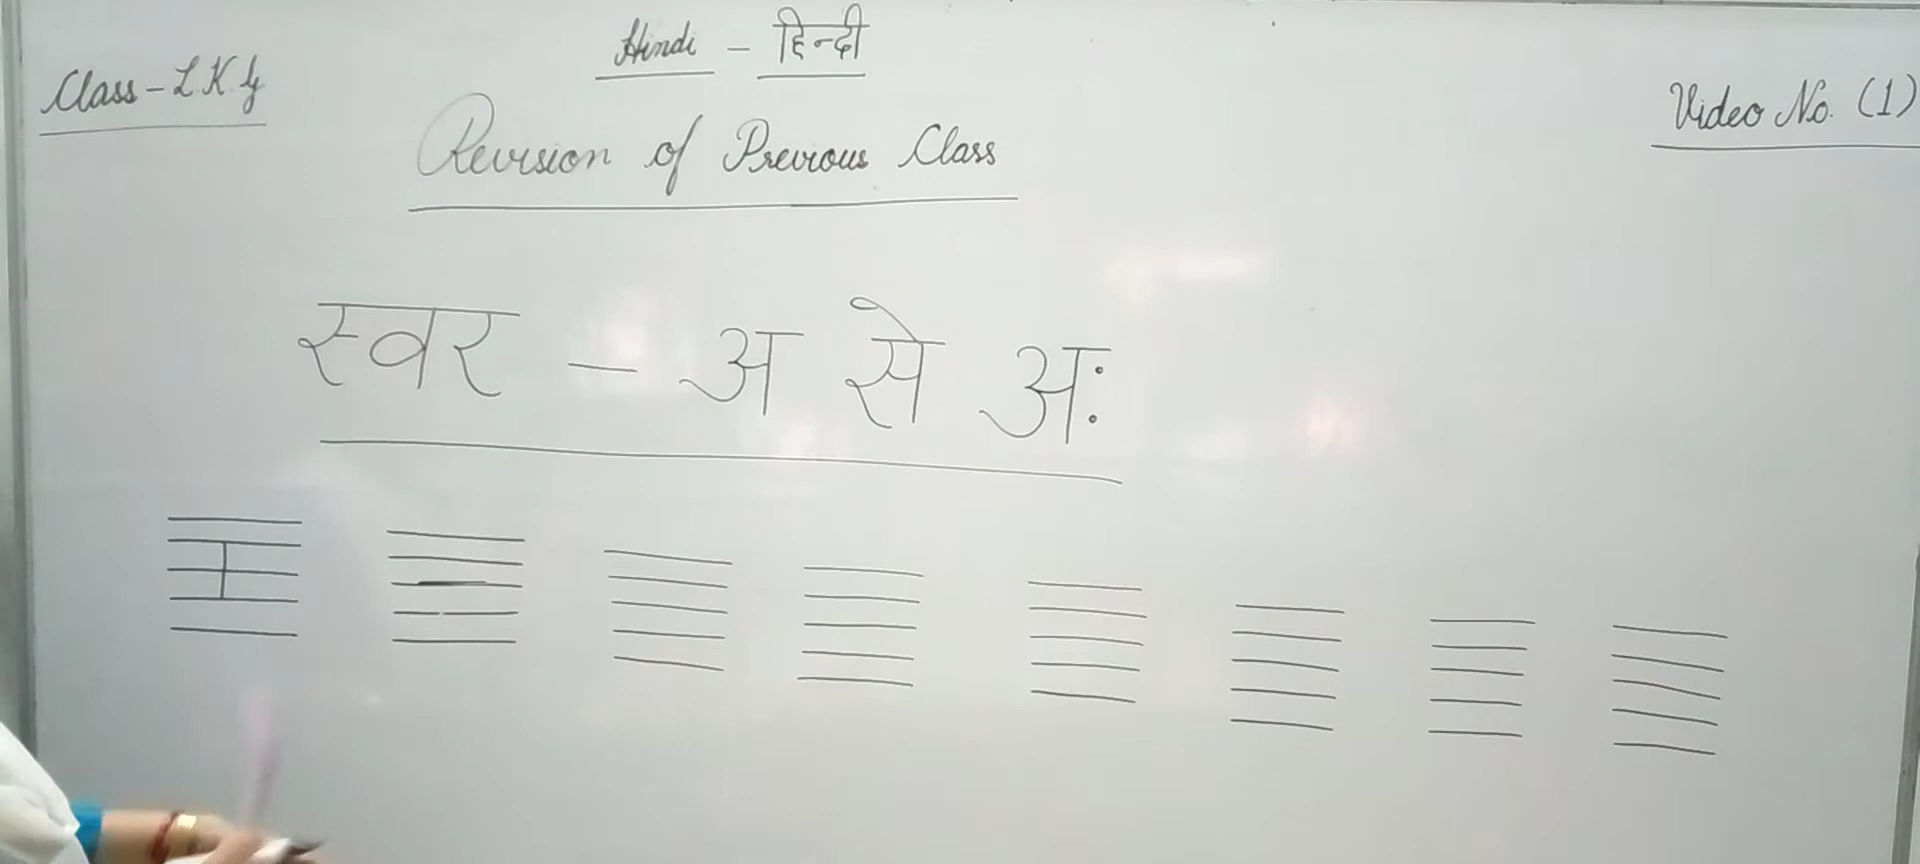 Hindi - हिन्दी
Class - LKG
Video No. (1)
Revision of Previous Class
स्वर - अ से अः